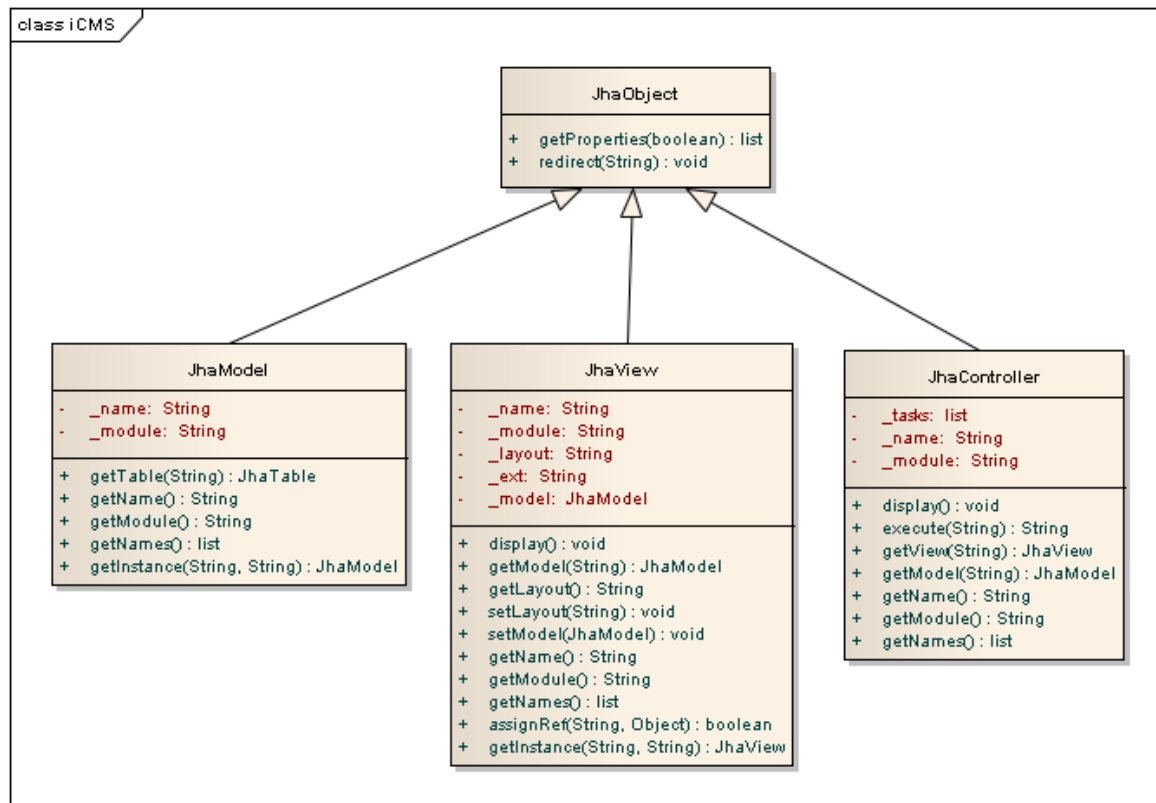 class iCMS
JhaObject
+ getProperties(boolean) : list
+ redirect(String) : void
JhaModel
- _name: String
- _module: String
+ getTable(String) : JhaTable
+ getName() : String
+ getModule() : String
+ getNames() : list
+ getInstance(String, String) : JhaModel
JhaView
- _name: String
- _module: String
- _layout: String
- _ext: String
- _model: JhaModel
+ display() : void
+ getModel(String) : JhaModel
+ getLayout() : String
+ setLayout(String) : void
+ setModel(JhaModel) : void
+ getName() : String
+ getModule() : String
+ getNames() : list
+ assignRef(String, Object) : boolean
+ getInstance(String, String) : JhaView
JhaController
- _tasks: list
- _name: String
- _module: String
+ display() : void
+ execute(String) : String
+ getView(String) : JhaView
+ getModel(String) : JhaModel
+ getName() : String
+ getModule() : String
+ getNames() : list